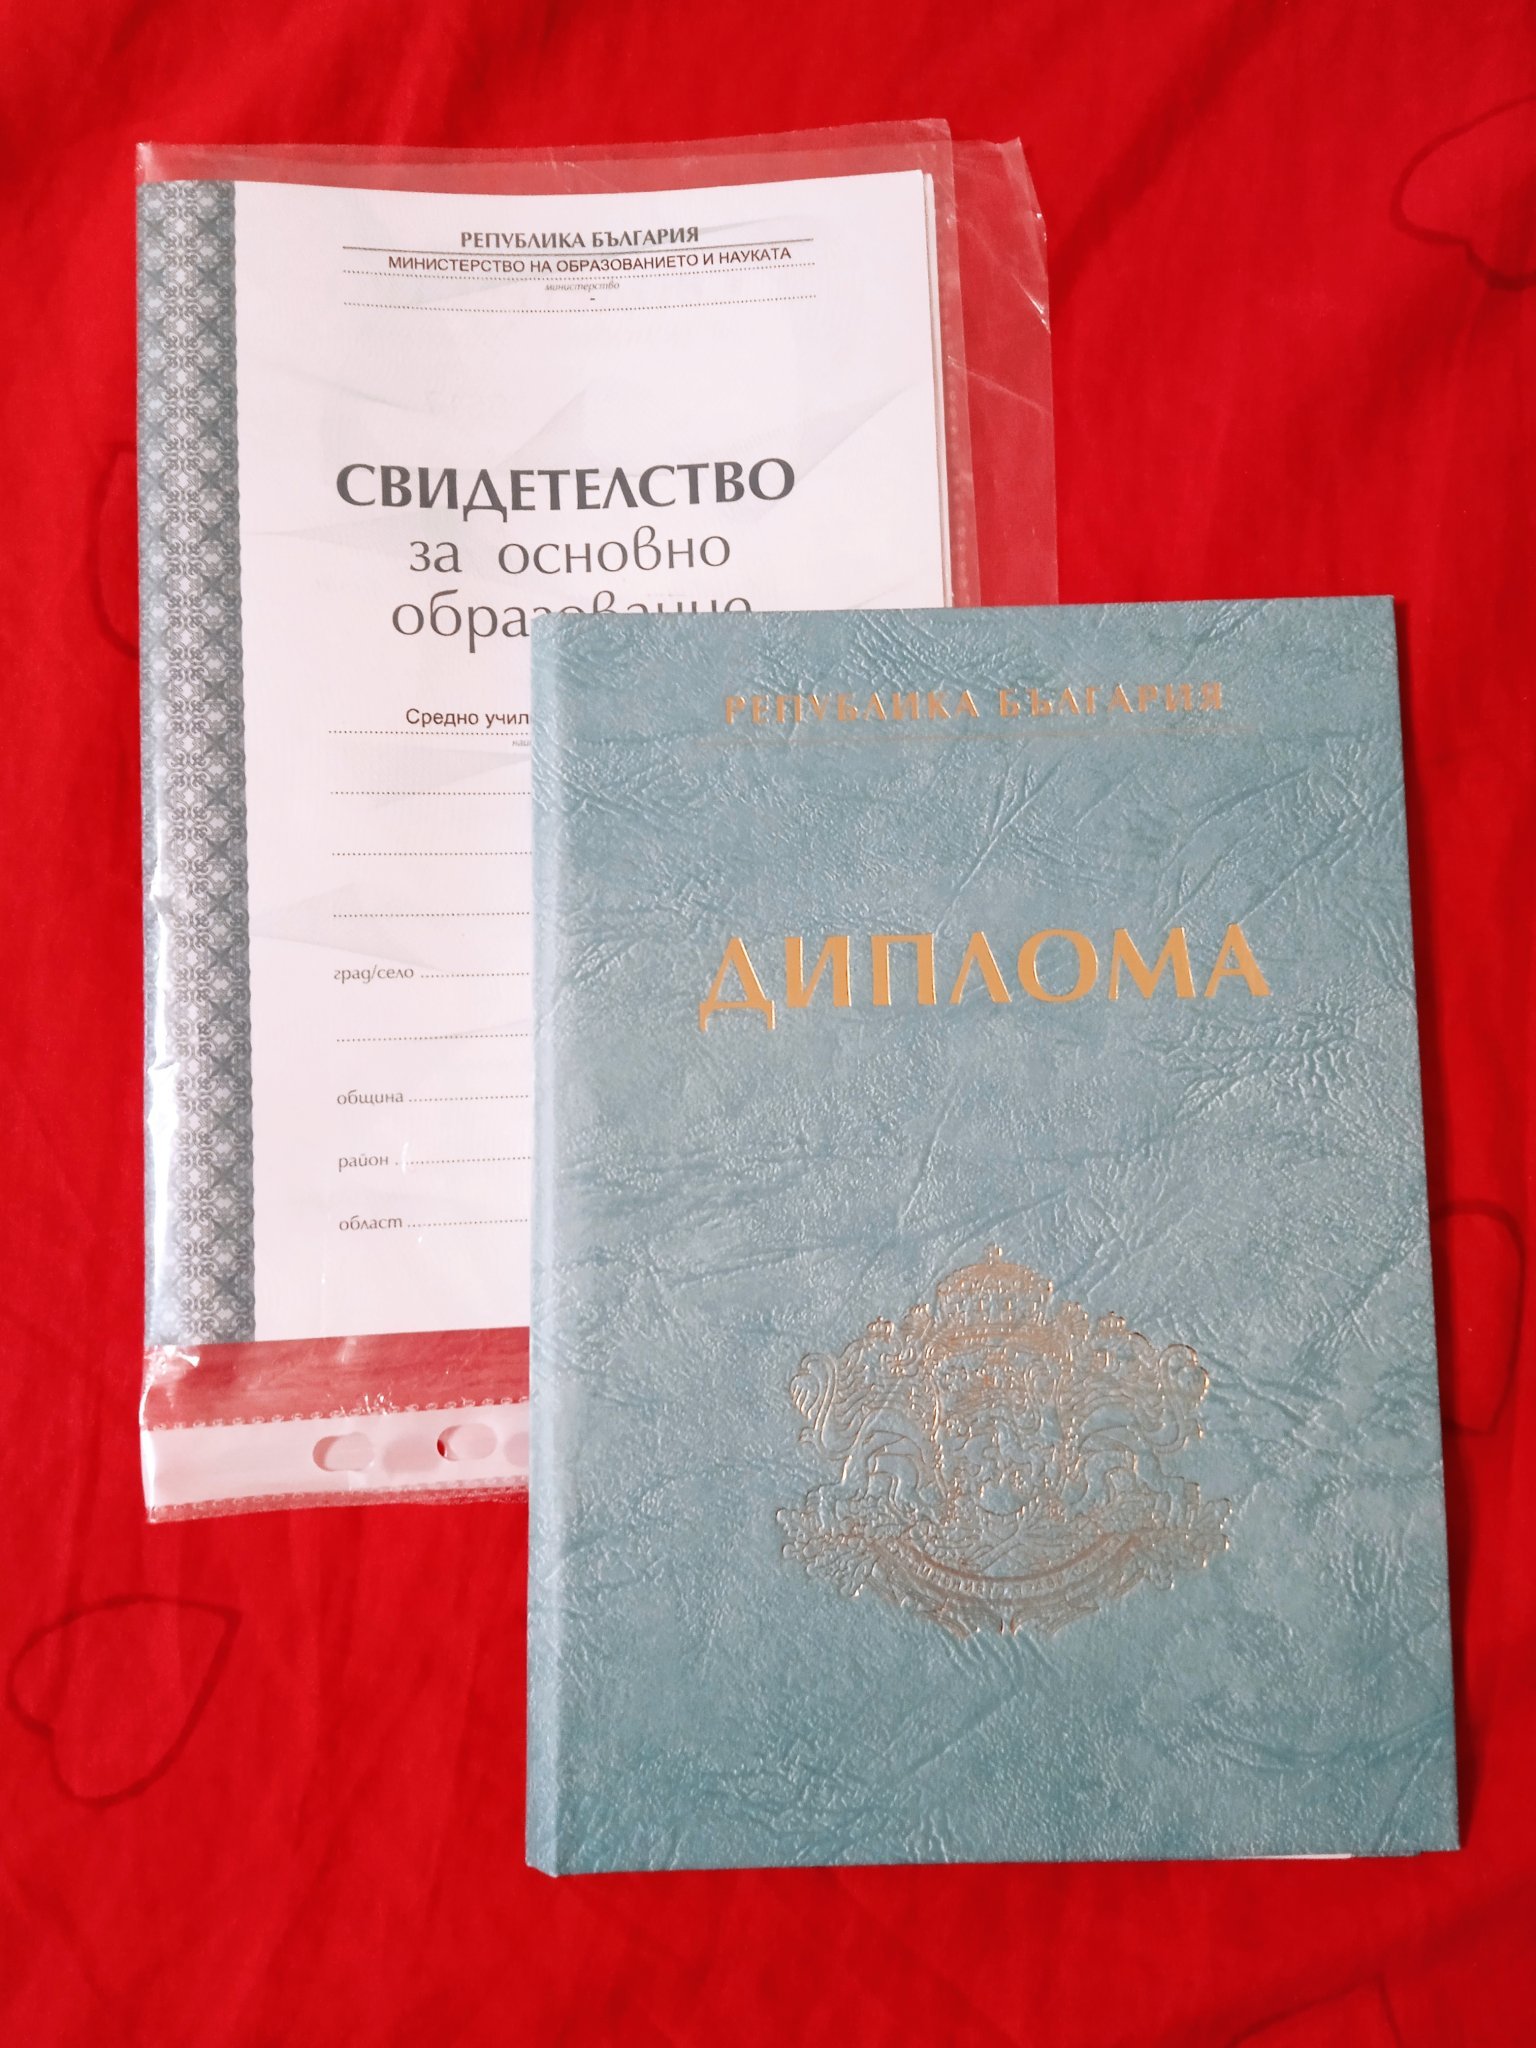 РЕПУБЛИКА БЪЛГАРИЯ
МИНИСТЕРСТВО НА ОБРАЗОВАНИЕТО И НАУКАТА
министерство
-
СВИДЕТЕЛСТВО
за основно
образование
Средно учил
град/село
община
район
област
РЕПУБЛИКА БЪЛГАРИЯ
ДИПЛОМА